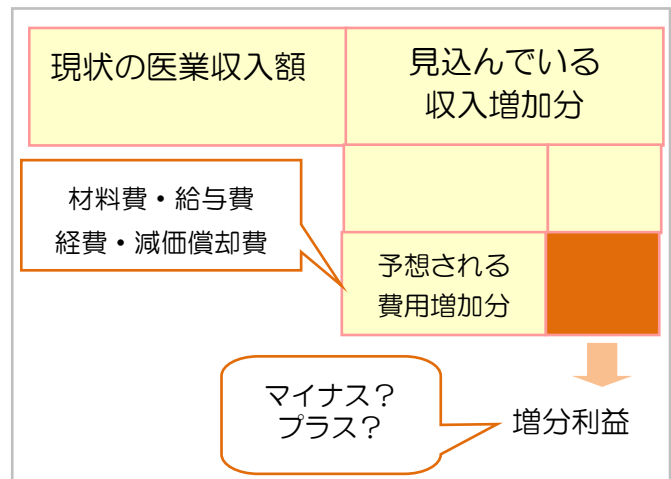 現状の医業収入額
見込んでいる
収入増加分
材料費・給与費
経費・減価償却費
予想される
費用増加分
マイナス？
プラス？
増分利益